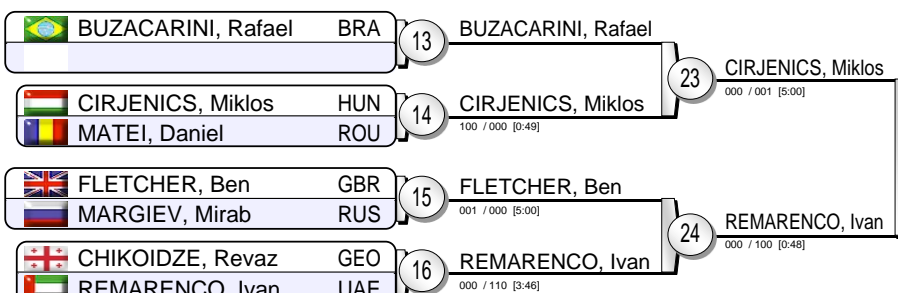 BUZACARINI, Rafael BRA
13
BUZACARINI, Rafael
23
CIRJENICS, Miklos
000 / 001 [5:00]
CIRJENICS, Miklos HUN
MATEI, Daniel ROU
14
CIRJENICS, Miklos
100 / 000 [0:49]
FLETCHER, Ben GBR
MARGIEV, Mirab RUS
15
FLETCHER, Ben
001 / 000 [5:00]
24
REMARENCO, Ivan
000 / 100 [0:48]
CHIKOIDZE, Revaz GEO
REMARENCO, Ivan UAE
16
REMARENCO, Ivan
000 / 110 [3:46]